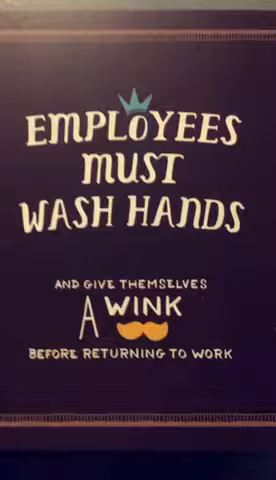 EMPLOYEES
MUST
WASH HANDS
AND GIVE THEMSELVES
A WINK
BEFORE RETURNING TO WORK